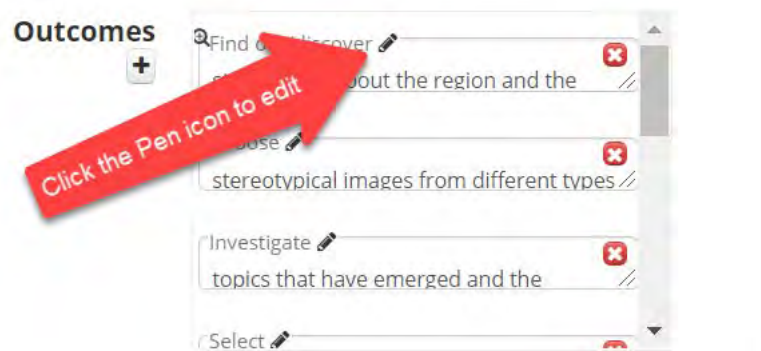 Outcomes
+
Find o discover
bout the region and the
Click the Pen icon to edit
ose
stereotypical images from different types
Investigate
topics that have emerged and the
Select